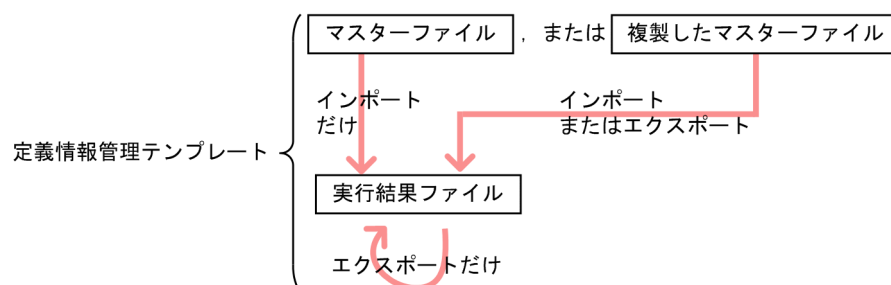 マスターファイル ，または 複製したマスターファイル
インポート
だけ
インポート
またはエクスポート
定義情報管理テンプレート
実行結果ファイル
エクスポートだけ